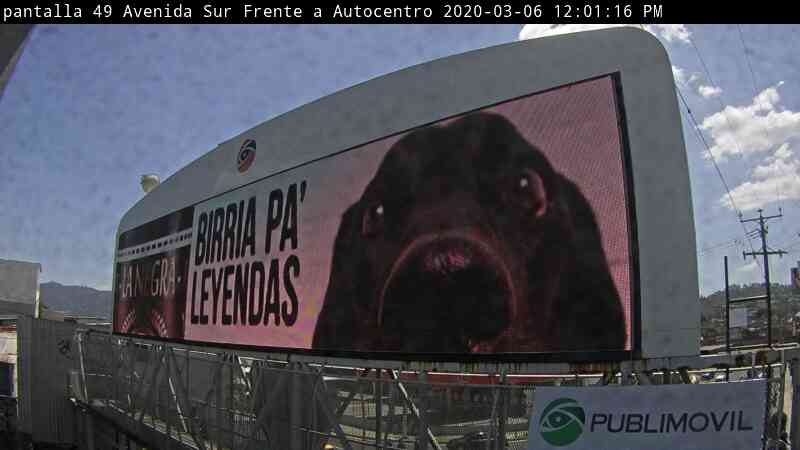 pantalla 49 Avenida Sur Frente a Autocentro 2020-03-06 12:01:16 PM
BIRRIA PA'
LEYENDAS
PUBLIMOVIL